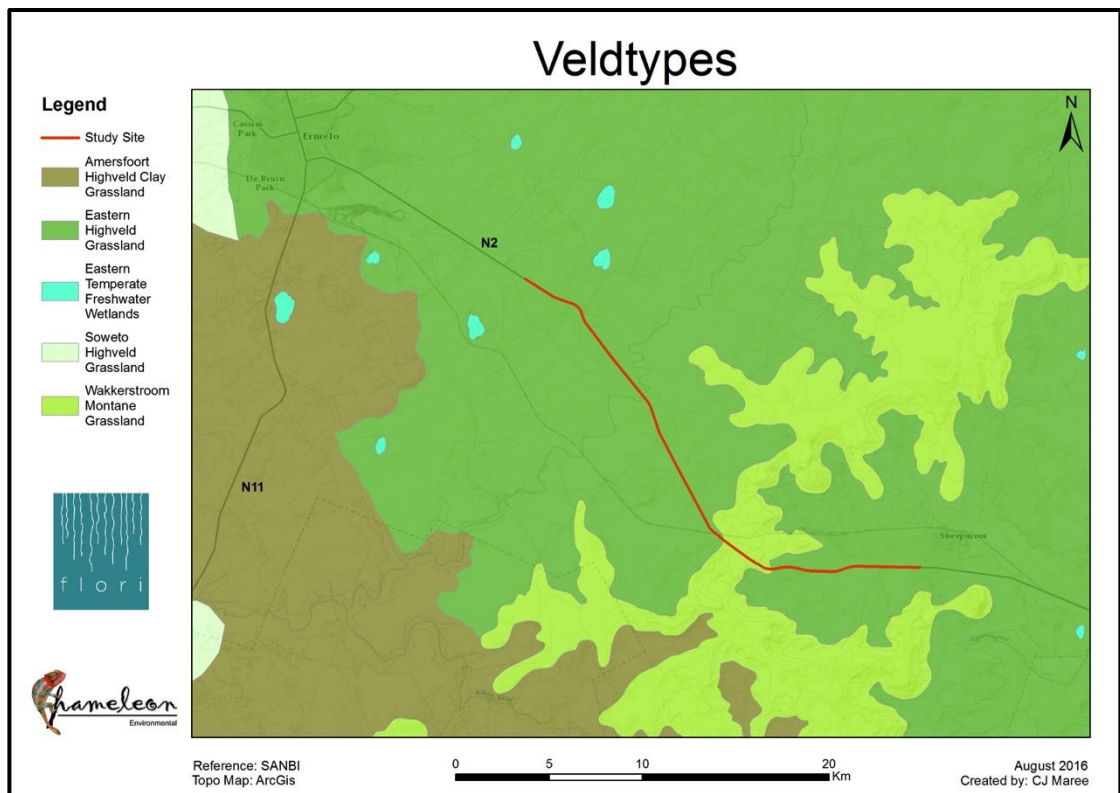 Veldtypes
Legend
Study Site
Amersfoort
Highveld Clay
Grassland
Eastern
Highveld
Grassland
Eastern
Temperate
Freshwater
Wetlands
Soweto
Highveld
Grassland
Wakkerstroom
Montane
Grassland
flori
hameleon
Environmental
N
Cassim
Park
Ermelo
De Bruin
Park
N2
N11
Sheepmoor
Reference: SANBI
Topo Map: ArcGis
0 5 10 20
Km
August 2016
Created by: CJ Maree